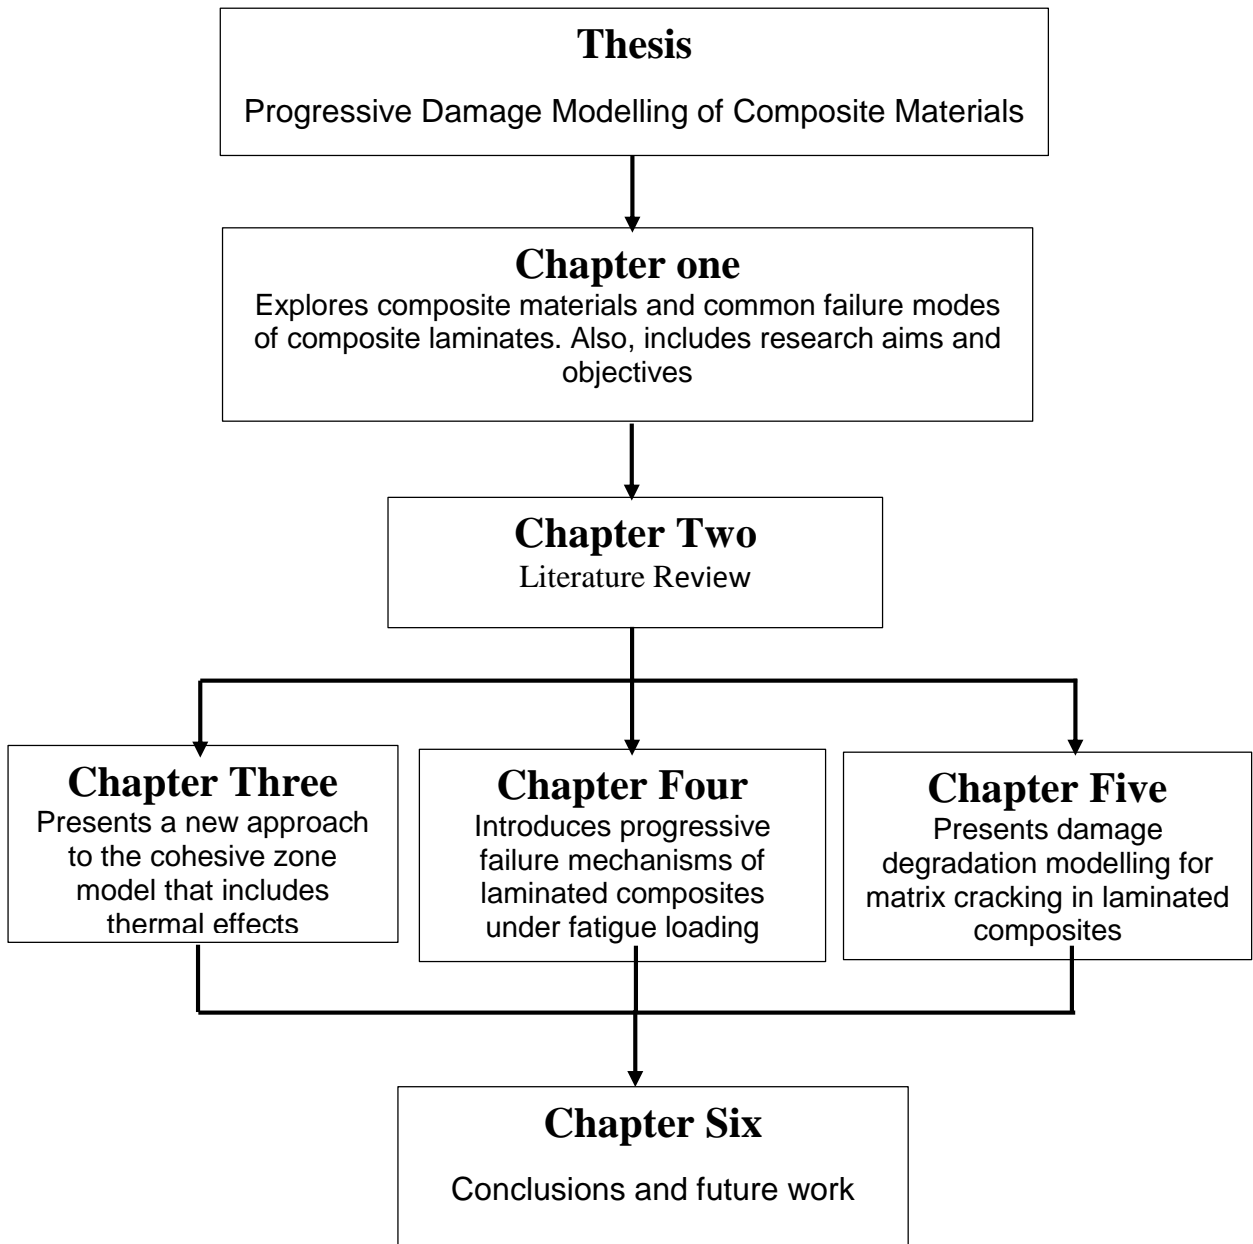 Thesis
Progressive Damage Modelling of Composite Materials
Chapter one
Explores composite materials and common failure modes
of composite laminates. Also, includes research aims and
objectives
Chapter Two
Literature Review
Chapter Three
Presents a new approach
to the cohesive zone
model that includes
thermal effects
Chapter Four
Introduces progressive
failure mechanisms of
laminated composites
under fatigue loading
Chapter Five
Presents damage
degradation modelling for
matrix cracking in laminated
composites
Chapter Six
Conclusions and future work